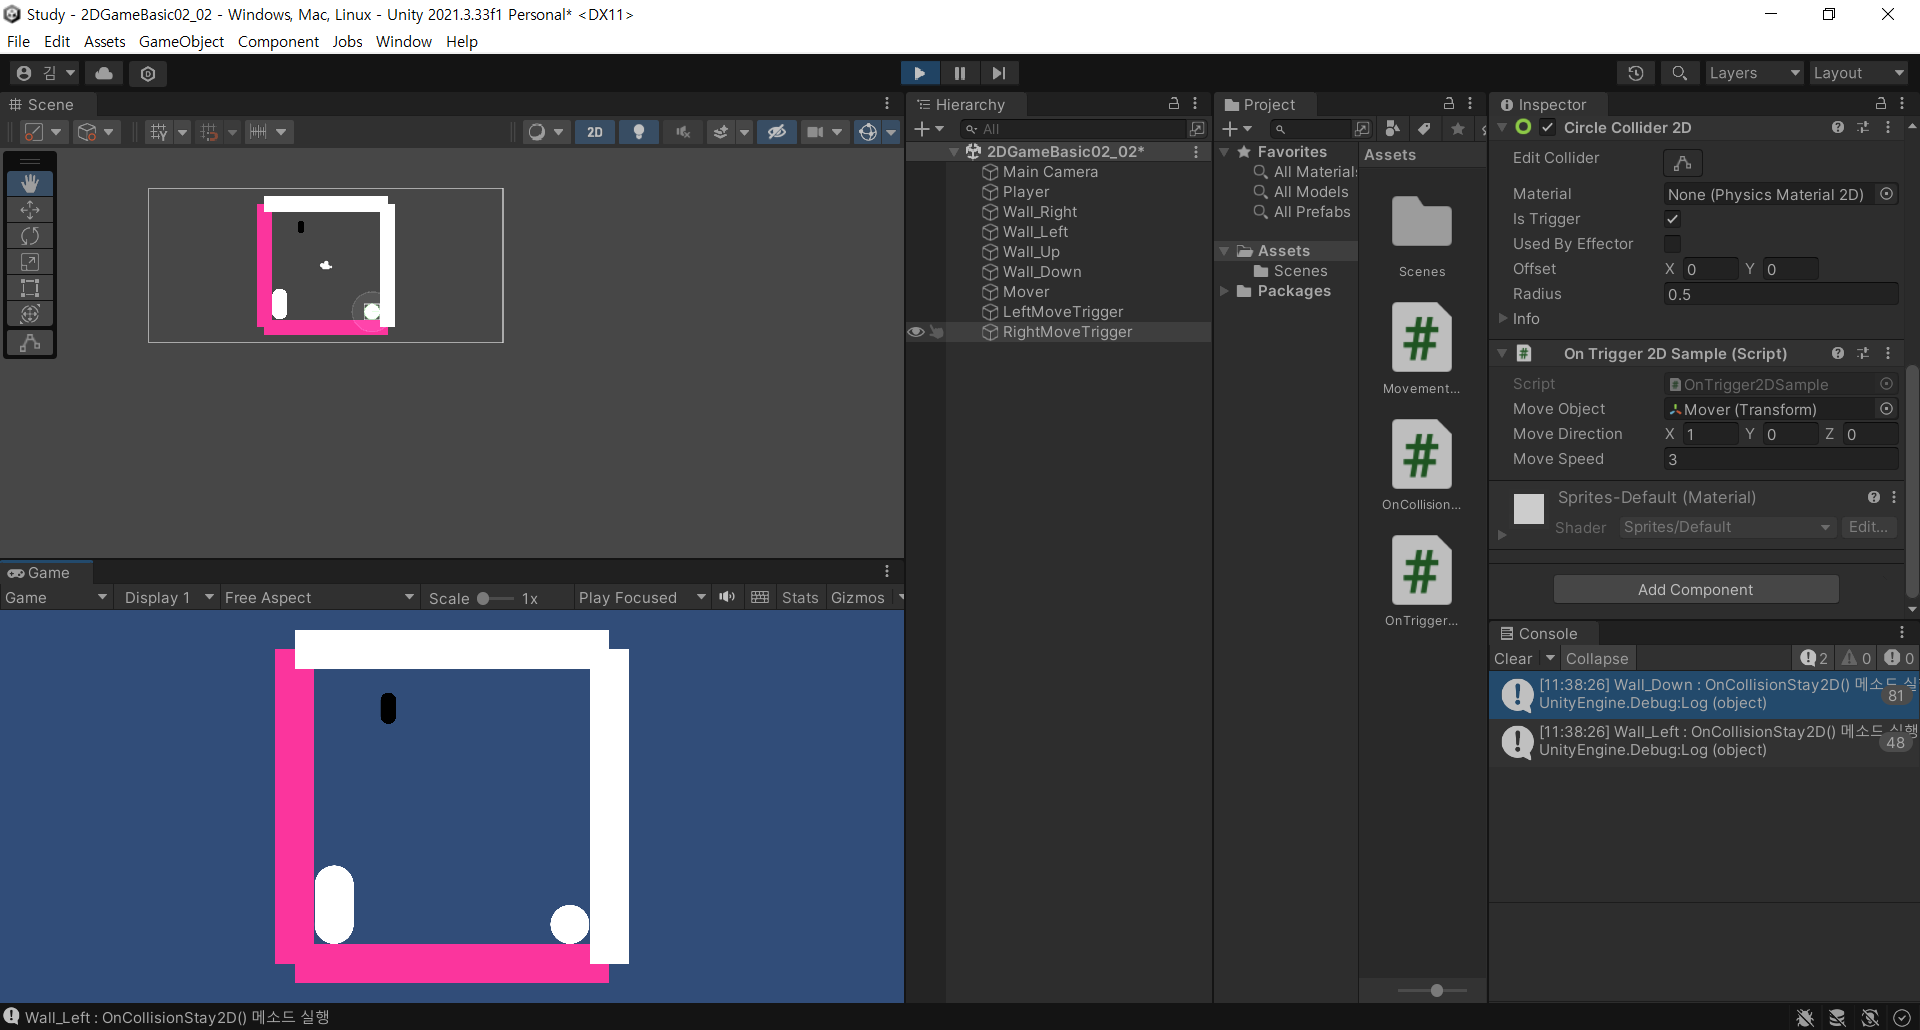 Study - 2DGameBasic02_02 - Windows, Mac, Linux - Unity 2021.3.33f1 Personal* <DX11>
File Edit Assets GameObject Component Jobs Window Help
김
Layers
Layout
Scene
2D
Game
Game
Display 1
Free Aspect
Scale 1x
Play Focused
Stats
Gizmos
Hierarchy
All
2DGameBasic02_02*
Main Camera
Player
Wall_Right
Wall_Left
Wall_Up
Wall_Down
Mover
LeftMoveTrigger
RightMoveTrigger
Project
Favorites
All Material
All Models
All Prefabs
Assets
Scenes
Packages
Assets
Scenes
Movement...
OnCollision...
OnTrigger...
Inspector
Circle Collider 2D
Edit Collider
Material None (Physics Material 2D)
Is Trigger
Used By Effector
Offset X 0 Y 0
Radius 0.5
Info
On Trigger 2D Sample (Script)
Script OnTrigger2DSample
Move Object Mover (Transform)
Move Direction X 1 Y 0 Z 0
Move Speed 3
Sprites-Default (Material)
Shader Sprites/Default Edit...
Add Component
Console
Clear Collapse 2 0 0
[11:38:26] Wall_Down : OnCollisionStay2D() 메소드 실
UnityEngine.Debug:Log (object)
81
[11:38:26] Wall_Left : OnCollisionStay2D() 메소드 실행
UnityEngine.Debug:Log (object)
48
Wall_Left : OnCollisionStay2D() 메소드 실행